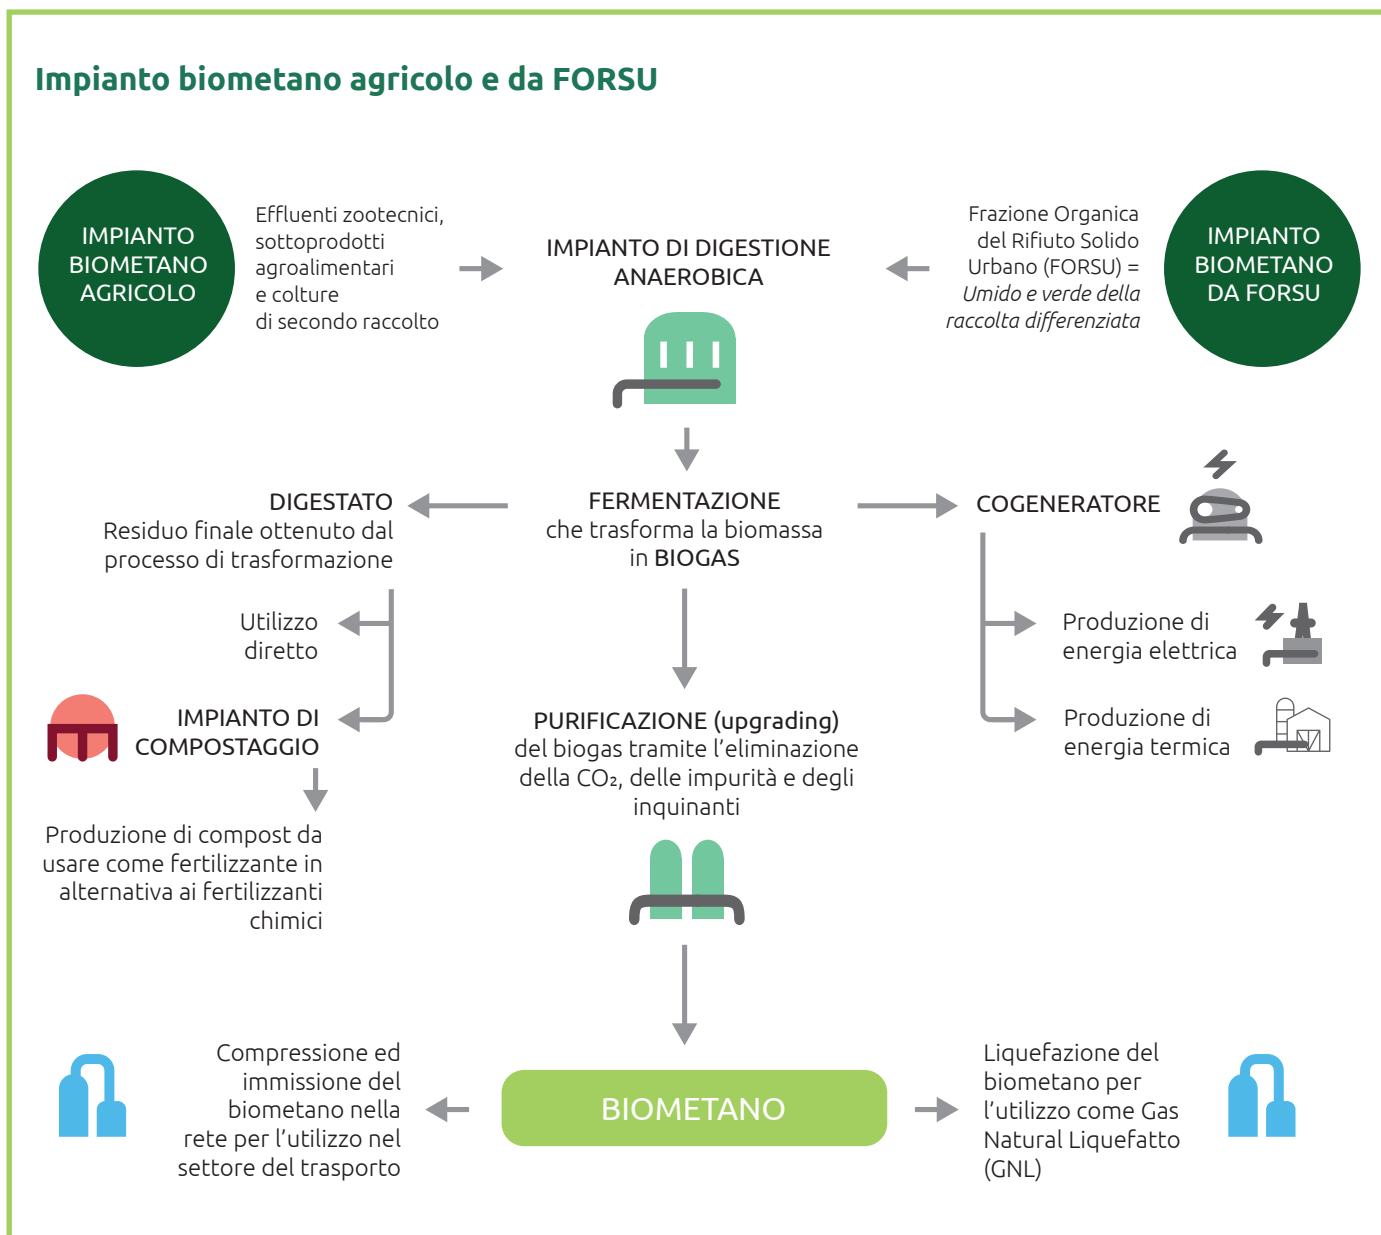 Impianto biometano agricolo e da FORSU
IMPIANTO
BIOMETANO
AGRICOLO
Effluenti zootecnici,
sottoprodotti
agroalimentari
e colture
di secondo raccolto
IMPIANTO DI DIGESTIONE
ANAEROBICA
Frazione Organica
del Rifiuto Solido
Urbano (FORSU) =
Umido e verde della
raccolta differenziata
IMPIANTO
BIOMETANO
DA FORSU
DIGESTATO
Residuo finale ottenuto dal
processo di trasformazione
FERMENTAZIONE
che trasforma la biomassa
in BIOGAS
COGENERATORE
Utilizzo
diretto
Produzione di
energia elettrica
IMPIANTO DI
COMPOSTAGGIO
PURIFICAZIONE (upgrading)
del biogas tramite l'eliminazione
della CO₂, delle impurità e degli
inquinanti
Produzione di
energia termica
Produzione di compost da
usare come fertilizzante in
alternativa ai fertilizzanti
chimici
Compressione ed
immissione del
biometano nella
rete per l'utilizzo nel
settore del trasporto
BIOMETANO
Liquefazione del
biometano per
l'utilizzo come Gas
Natural Liquefatto
(GNL)